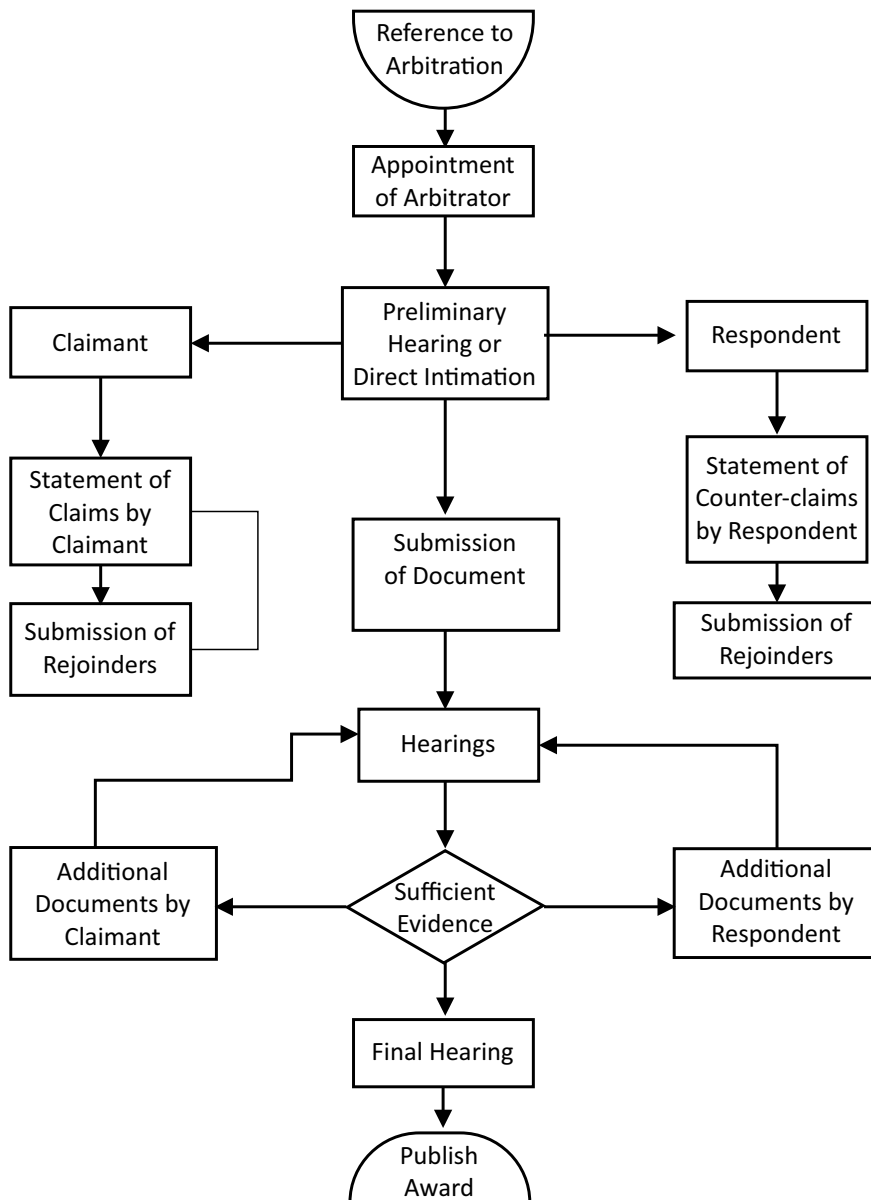 Reference to
Arbitration
Appointment
of Arbitrator
Preliminary
Hearing or
Direct Intimation
Claimant
Respondent
Statement of
Claims by
Claimant
Statement of
Counter-claims
by Respondent
Submission
of Document
Submission of
Rejoinders
Submission of
Rejoinders
Hearings
Additional
Documents by
Claimant
Sufficient
Evidence
Additional
Documents by
Respondent
Final Hearing
Publish
Award